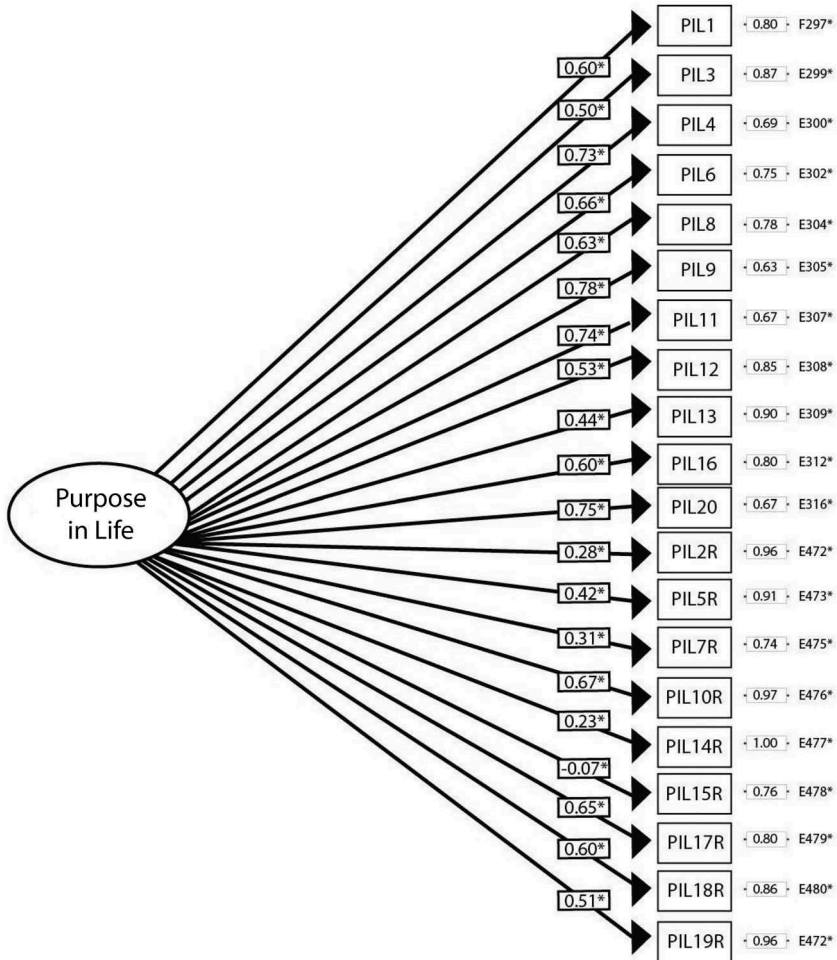 PIL1 0.80 F297*
0.60*
PIL3 0.87 E299*
0.50*
PIL4 0.69 E300*
0.73*
PIL6 0.75 E302*
0.66*
PIL8 0.78 E304*
0.63*
PIL9 0.63 E305*
0.78*
PIL11 0.67 E307*
0.74*
PIL12 0.85 E308*
0.53*
PIL13 0.90 E309*
0.44*
PIL16 0.80 E312*
0.60*
Purpose
in Life
PIL20 0.67 E316*
0.75*
PIL2R 0.96 E472*
0.28*
PIL5R 0.91 E473*
0.42*
PIL7R 0.74 E475*
0.31*
PIL10R 0.97 E476*
0.67*
PIL14R 1.00 E477*
0.23*
-0.07*
PIL15R 0.76 E478*
0.65*
PIL17R 0.80 E479*
0.60*
PIL18R 0.86 E480*
0.51*
PIL19R 0.96 E472*